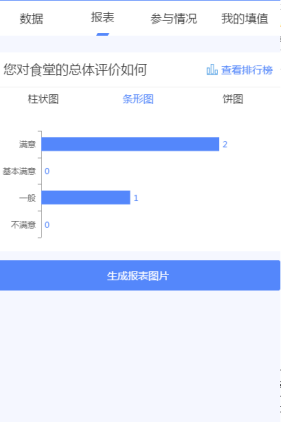 数据 报表 参与情况 我的填值
您对食堂的总体评价如何 查看排行榜
柱状图 条形图 饼图
满意 2
基本满意 0
一般 1
不满意 0
生成报表图片